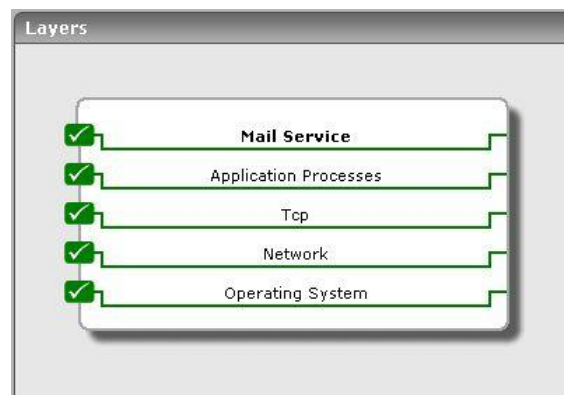 Layers
Mail Service
Application Processes
Tcp
Network
Operating System